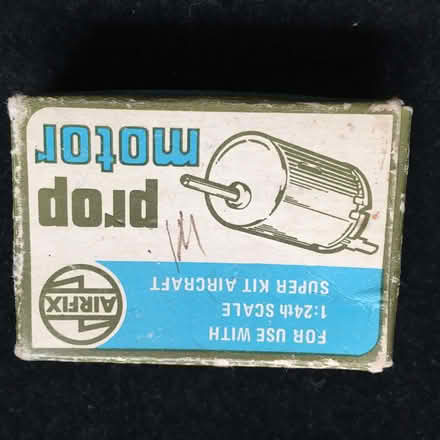 FOR USE WITH
1:24th SCALE
SUPER KIT AIRCRAFT
AIRFIX
prop
motor